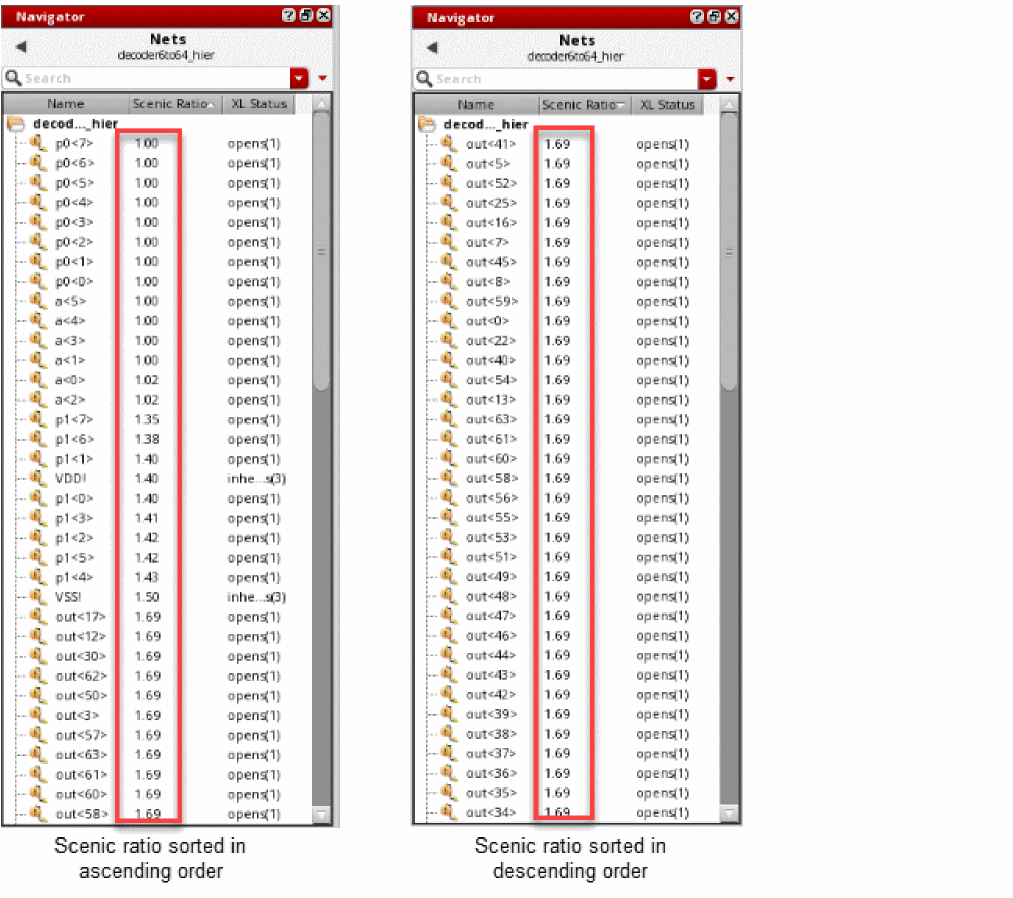 Navigator
Nets
decoder6to64_hier
Search
Name Scenic Ratio XL Status
decod..._hier
p0<7> 1.00 opens(1)
p0<6> 1.00 opens(1)
p0<5> 1.00 opens(1)
p0<4> 1.00 opens(1)
p0<3> 1.00 opens(1)
p0<2> 1.00 opens(1)
p0<1> 1.00 opens(1)
p0<0> 1.00 opens(1)
a<5> 1.00 opens(1)
a<4> 1.00 opens(1)
a<3> 1.00 opens(1)
a<1> 1.00 opens(1)
a<0> 1.02 opens(1)
a<2> 1.02 opens(1)
p1<7> 1.35 opens(1)
p1<6> 1.38 opens(1)
p1<1> 1.40 opens(1)
VDD! 1.40 inhe...s(3)
p1<0> 1.40 opens(1)
p1<3> 1.41 opens(1)
p1<2> 1.42 opens(1)
p1<5> 1.42 opens(1)
p1<4> 1.43 opens(1)
VSS! 1.50 inhe...s(3)
out<17> 1.69 opens(1)
out<12> 1.69 opens(1)
out<30> 1.69 opens(1)
out<62> 1.69 opens(1)
out<50> 1.69 opens(1)
out<3> 1.69 opens(1)
out<57> 1.69 opens(1)
out<63> 1.69 opens(1)
out<61> 1.69 opens(1)
out<60> 1.69 opens(1)
out<58> 1.69 opens(1)
Scenic ratio sorted in
ascending order
Navigator
Nets
decoder6to64_hier
Search
Name Scenic Ratio XL Status
decod..._hier
out<41> 1.69 opens(1)
out<5> 1.69 opens(1)
out<52> 1.69 opens(1)
out<25> 1.69 opens(1)
out<16> 1.69 opens(1)
out<7> 1.69 opens(1)
out<45> 1.69 opens(1)
out<8> 1.69 opens(1)
out<59> 1.69 opens(1)
out<0> 1.69 opens(1)
out<22> 1.69 opens(1)
out<40> 1.69 opens(1)
out<54> 1.69 opens(1)
out<13> 1.69 opens(1)
out<63> 1.69 opens(1)
out<61> 1.69 opens(1)
out<60> 1.69 opens(1)
out<58> 1.69 opens(1)
out<56> 1.69 opens(1)
out<55> 1.69 opens(1)
out<53> 1.69 opens(1)
out<51> 1.69 opens(1)
out<49> 1.69 opens(1)
out<48> 1.69 opens(1)
out<47> 1.69 opens(1)
out<46> 1.69 opens(1)
out<44> 1.69 opens(1)
out<43> 1.69 opens(1)
out<42> 1.69 opens(1)
out<39> 1.69 opens(1)
out<38> 1.69 opens(1)
out<37> 1.69 opens(1)
out<36> 1.69 opens(1)
out<35> 1.69 opens(1)
out<34> 1.69 opens(1)
Scenic ratio sorted in
descending order